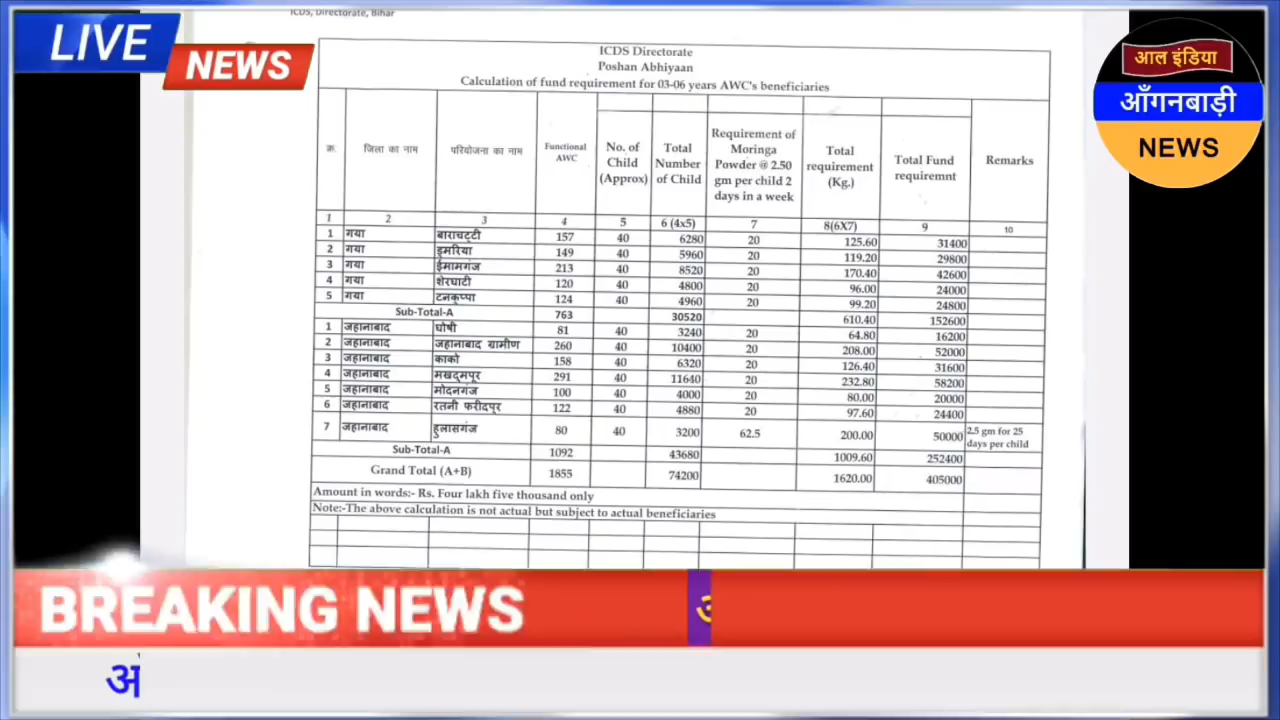 ICDS, Directorate, Bihar
LIVE
NEWS
आल इंडिया
आँगनबाड़ी
NEWS
ICDS Directorate
Poshan Abhiyaan
Calculation of fund requirement for 03-06 years AWC's beneficiaries
क्र. जिला का नाम परियोजना का नाम Functional AWC No. of Child (Approx) Total Number of Child Requirement of Moringa Powder @ 2.50 gm per child 2 days in a week Total requirement (Kg.) Total Fund requiremnt Remarks
1 2 3 4 5 6 (4x5) 7 8(6X7) 9 10
1 गया बाराचट्टी 157 40 6280 20 125.60 31400
2 गया डुमरिया 149 40 5960 20 119.20 29800
3 गया ईमामगंज 213 40 8520 20 170.40 42600
4 गया शेरघाटी 120 40 4800 20 96.00 24000
5 गया टनकुप्पा 124 40 4960 20 99.20 24800
Sub-Total-A 763 30520 610.40 152600
1 जहानाबाद घोषी 81 40 3240 20 64.80 16200
2 जहानाबाद जहानाबाद ग्रामीण 260 40 10400 20 208.00 52000
3 जहानाबाद काको 158 40 6320 20 126.40 31600
4 जहानाबाद मखदुमपूर 291 40 11640 20 232.80 58200
5 जहानाबाद मोदनगंज 100 40 4000 20 80.00 20000
6 जहानाबाद रतनी फरीदपुर 122 40 4880 20 97.60 24400
7 जहानाबाद हुलासगंज 80 40 3200 62.5 200.00 50000 2.5 gm for 25 days per child
Sub-Total-A 1092 43680 1009.60 252400
Grand Total (A+B) 1855 74200 1620.00 405000
Amount in words:- Rs. Four lakh five thousand only
Note:-The above calculation is not actual but subject to actual beneficiaries
BREAKING NEWS